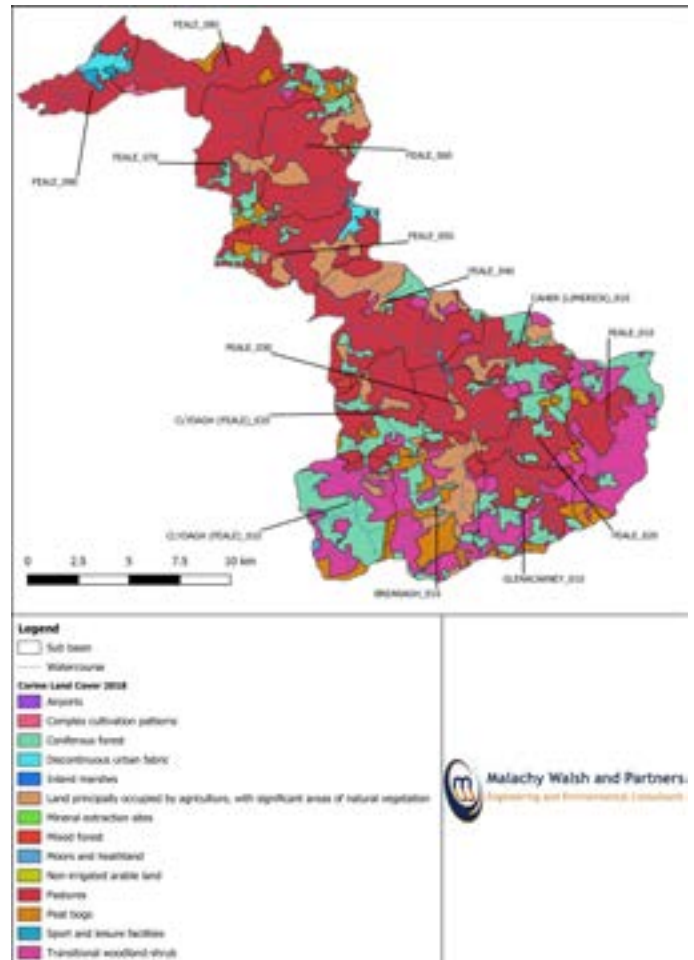 FEALE_080
FEALE_070
FEALE_060
FEALE_090
FEALE_050
FEALE_040
CAHER (LIMERICK)_010
FEALE_010
FEALE_030
CLYDAGH (FEALE)_020
CLYDAGH (FEALE)_010
FEALE_020
GLENACARNEY_010
BREANAGH_010
0 2.5 5 7.5 10 km
Legend
Sub basin
Watercourse
Corine Land Cover 2018
Airports
Complex cultivation patterns
Coniferous forest
Discontinuous urban fabric
Inland marshes
Land principally occupied by agriculture, with significant areas of natural vegetation
Mineral extraction sites
Mixed forest
Moors and heathland
Non-irrigated arable land
Pastures
Peat bogs
Sport and leisure facilities
Transitional woodland-shrub
Malachy Walsh and Partners
Engineering and Environmental Consultants